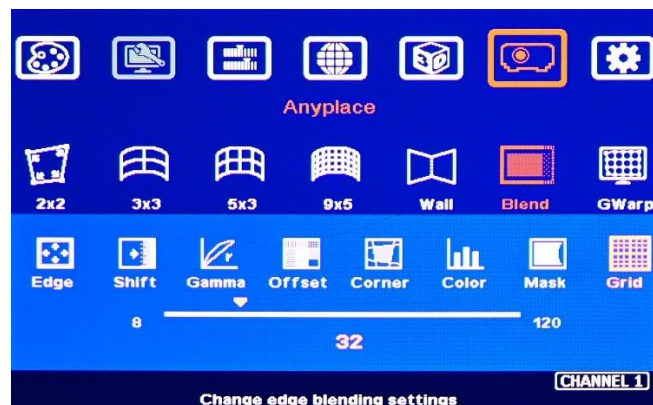 3D
Anyplace
2x2 3x3 5x3 9x5 Wall Blend GWarp
Edge Shift Gamma Offset Corner Color Mask Grid
8 120
32
CHANNEL 1
Change edge blending settings